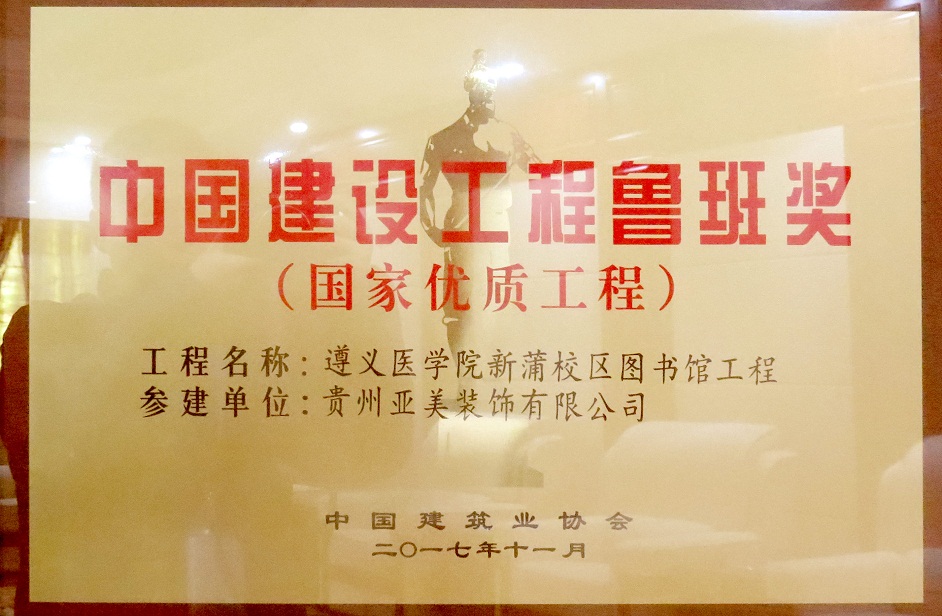 中国建设工程鲁班奖
（国家优质工程）
工程名称：遵义医学院新蒲校区图书馆工程
参建单位：贵州亚美装饰有限公司
中国建筑业协会
二〇一七年十一月